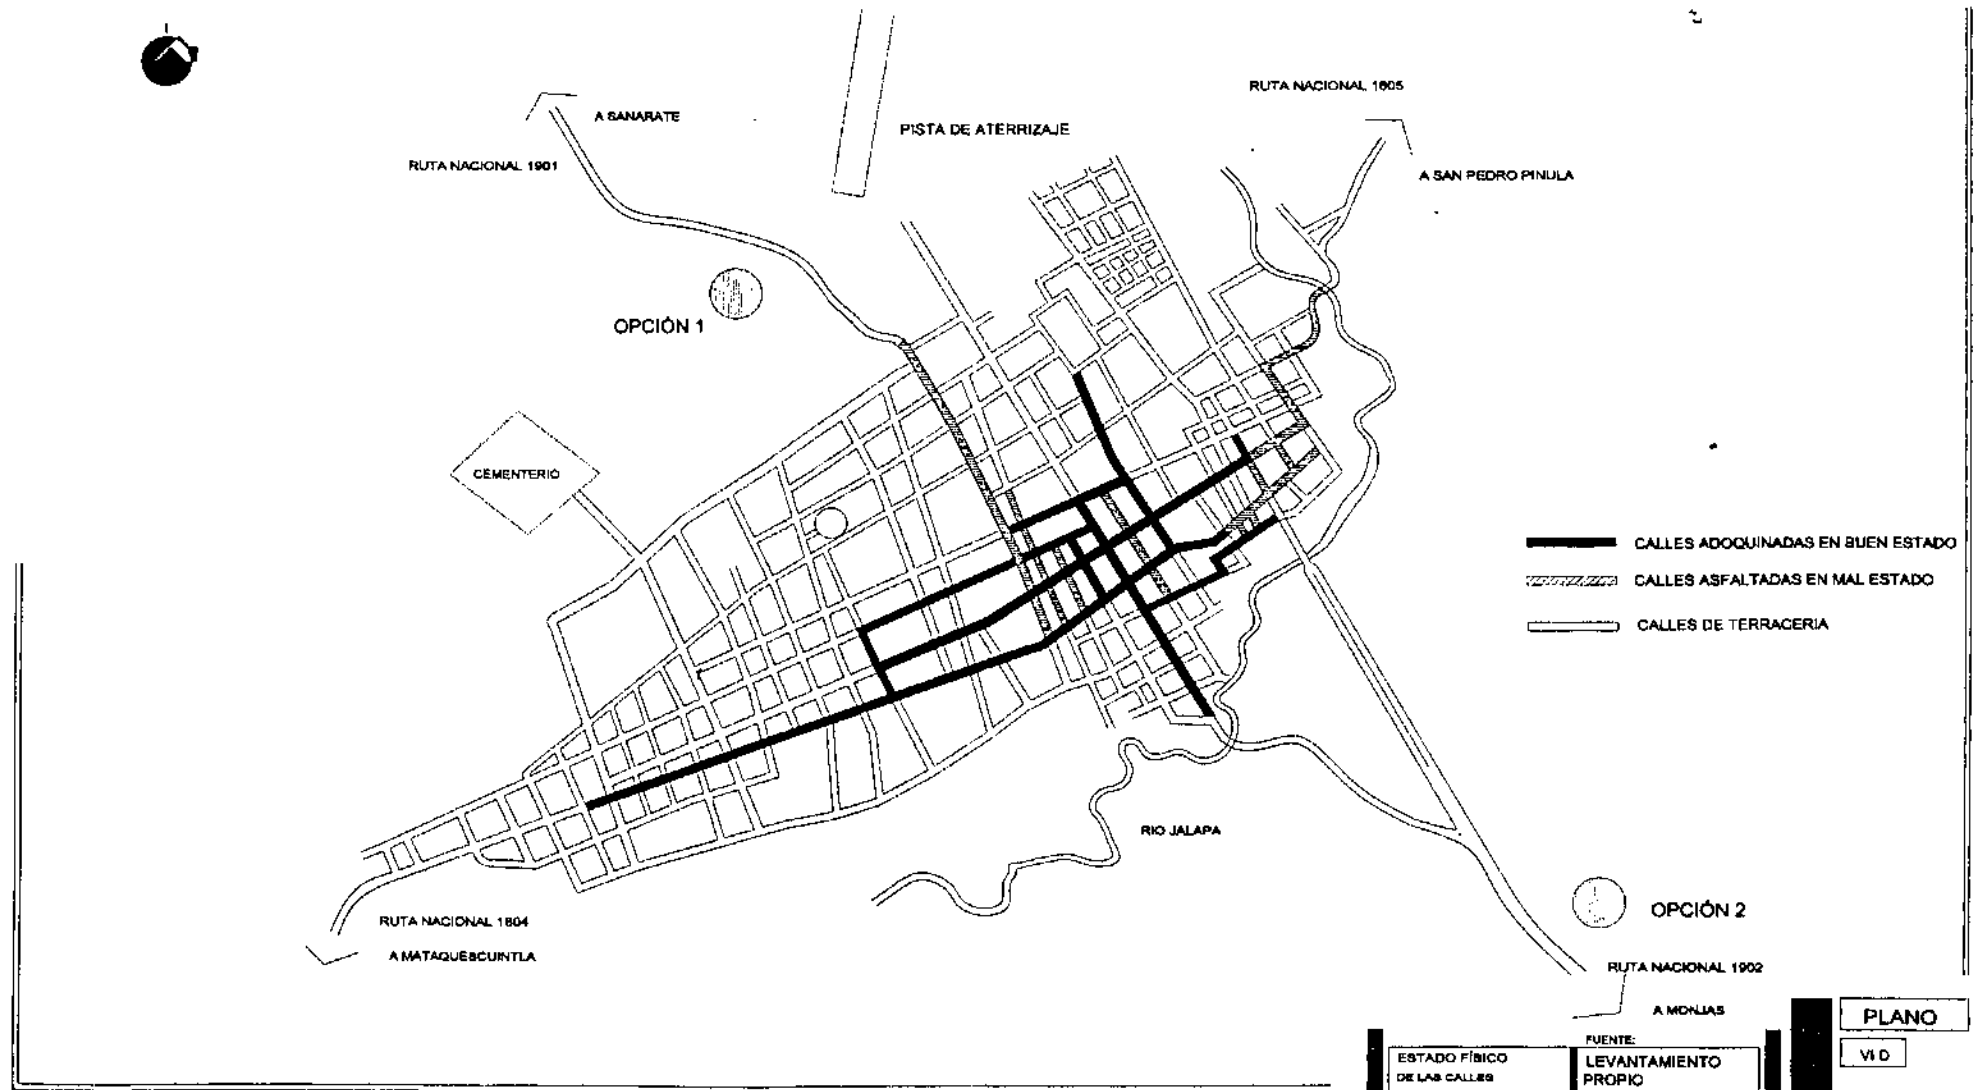 RUTA NACIONAL 1805
A SANARATE
PISTA DE ATERRIZAJE
RUTA NACIONAL 1901
A SAN PEDRO PINULA
OPCIÓN 1
CEMENTERIO
CALLES ADOQUINADAS EN BUEN ESTADO
CALLES ASFALTADAS EN MAL ESTADO
CALLES DE TERRACERIA
RIO JALAPA
RUTA NACIONAL 1804
A MATAQUESCUINTLA
OPCIÓN 2
RUTA NACIONAL 1902
A MONJAS
PLANO
VI D
FUENTE:
LEVANTAMIENTO
PROPIO
ESTADO FÍSICO
DE LAS CALLES